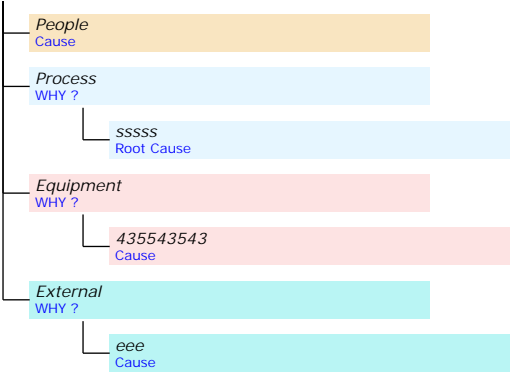 People
Cause
Process
WHY ?
sssss
Root Cause
Equipment
WHY ?
435543543
Cause
External
WHY ?
eee
Cause